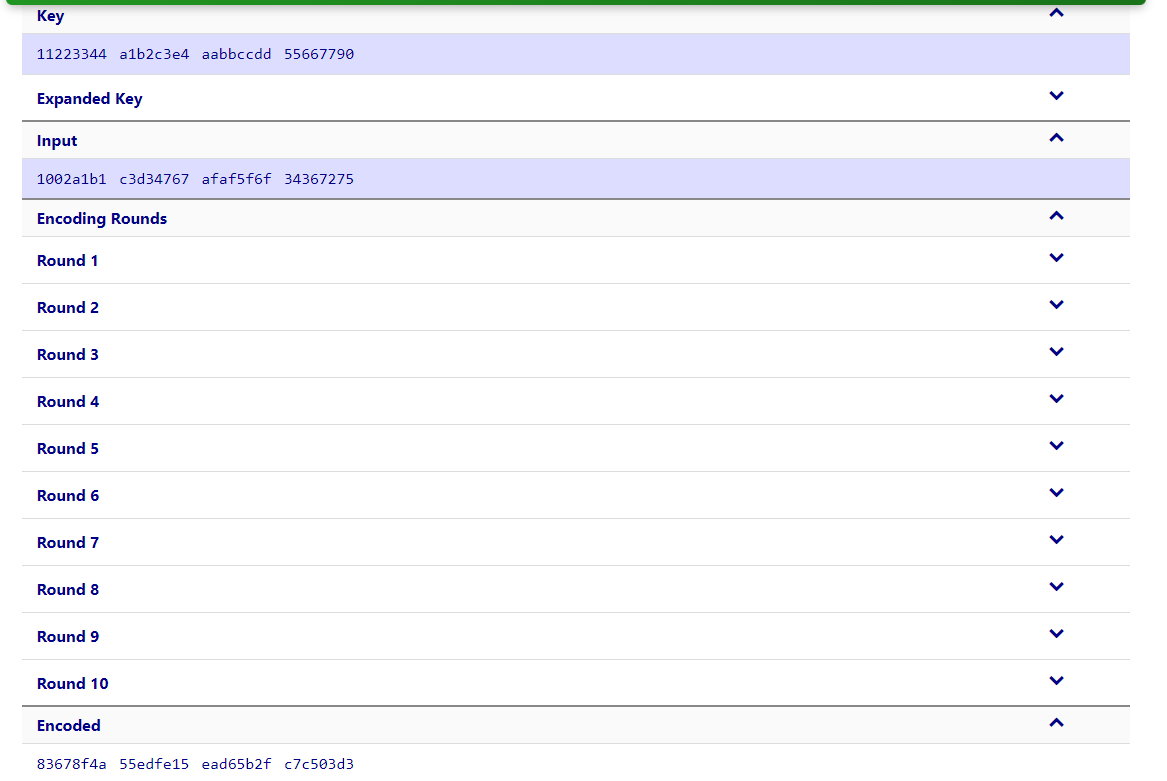 Key
11223344 a1b2c3e4 aabbccdd 55667790
Expanded Key
Input
1002a1b1 c3d34767 afaf5f6f 34367275
Encoding Rounds
Round 1
Round 2
Round 3
Round 4
Round 5
Round 6
Round 7
Round 8
Round 9
Round 10
Encoded
83678f4a 55edfe15 ead65b2f c7c503d3